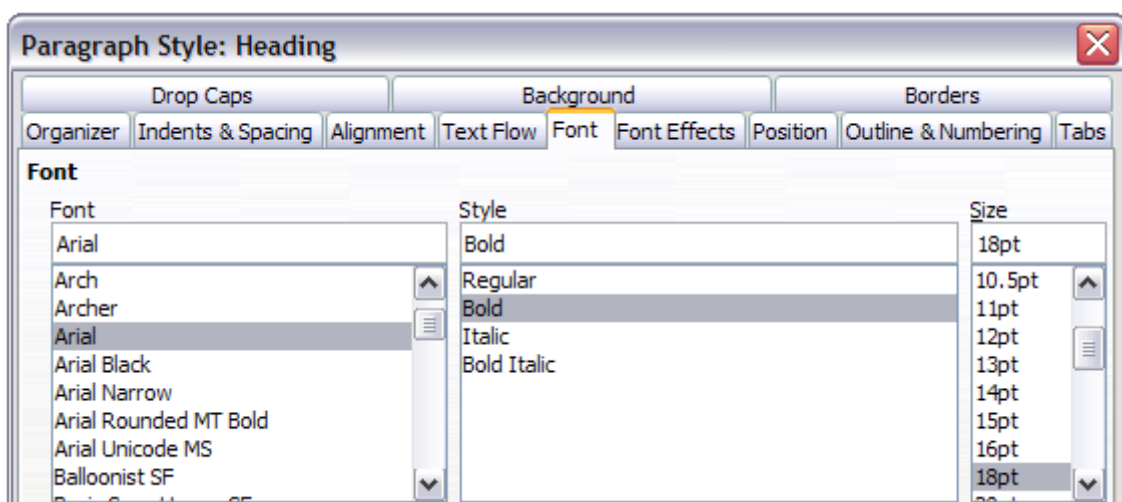 Paragraph Style: Heading
Drop Caps Background Borders
Organizer Indents & Spacing Alignment Text Flow Font Font Effects Position Outline & Numbering Tabs
Font
Font Style Size
Arial Bold 18pt
Arch Regular 10.5pt
Archer Bold 11pt
Arial Italic 12pt
Arial Black Bold Italic 13pt
Arial Narrow 14pt
Arial Rounded MT Bold 15pt
Arial Unicode MS 16pt
Balloonist SF 18pt